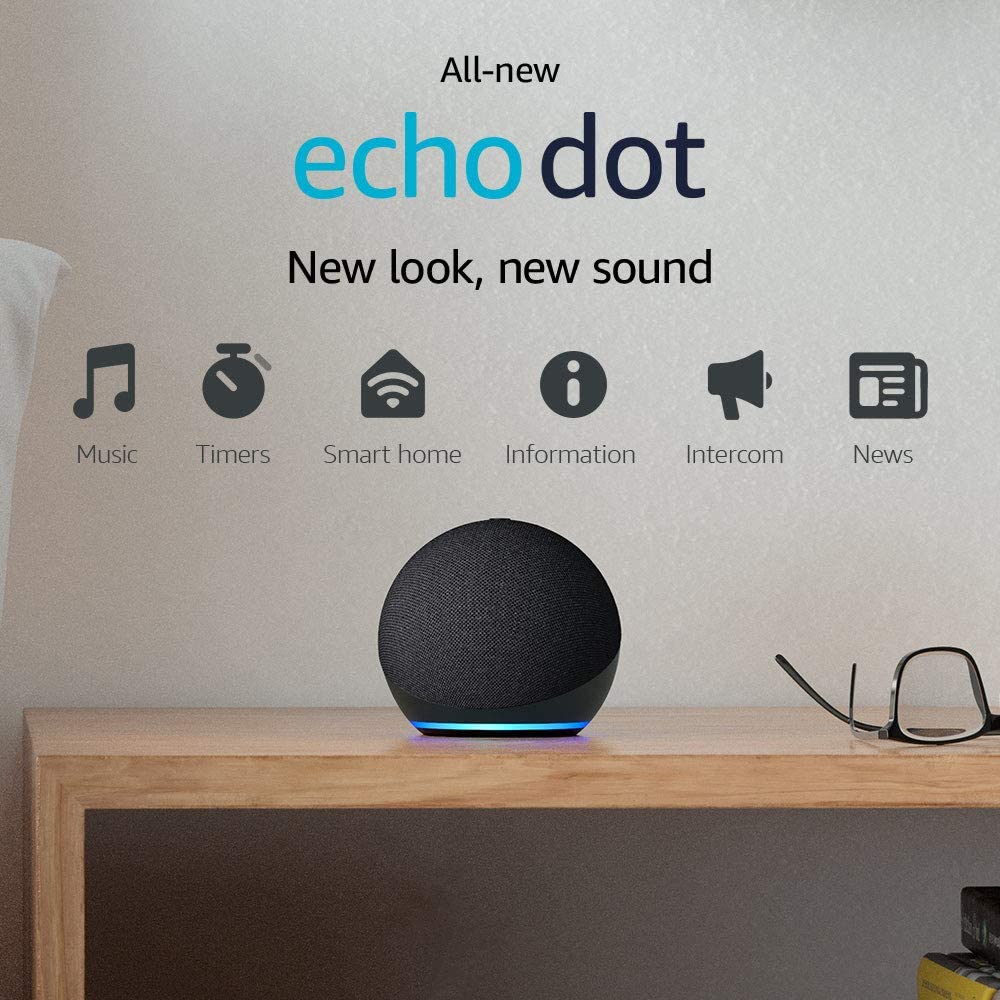 All-new
echo dot
New look, new sound
Music Timers Smart home Information Intercom News